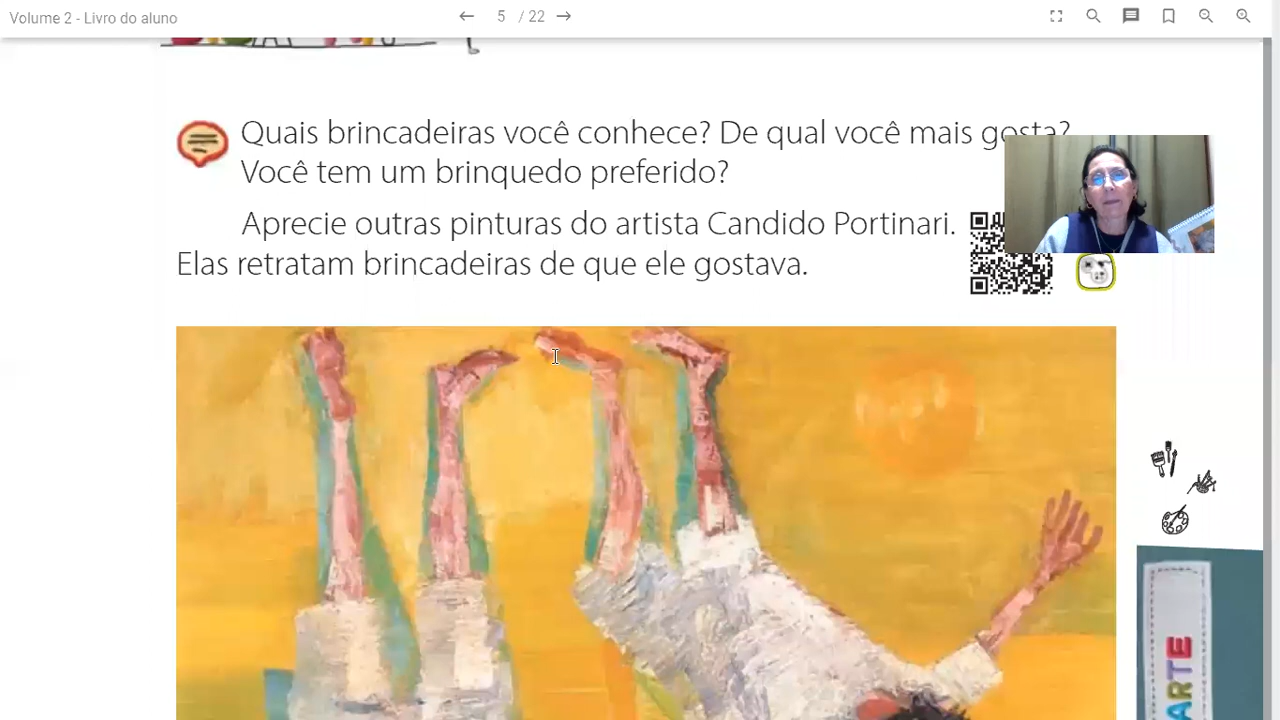 Volume 2 - Livro do aluno
5 / 22
Quais brincadeiras você conhece? De qual você mais gosta?
Você tem um brinquedo preferido?
Aprecie outras pinturas do artista Candido Portinari.
Elas retratam brincadeiras de que ele gostava.
ARTE